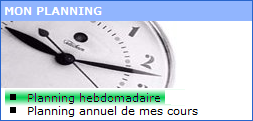 MON PLANNING
Planning hebdomadaire
Planning annuel de mes cours